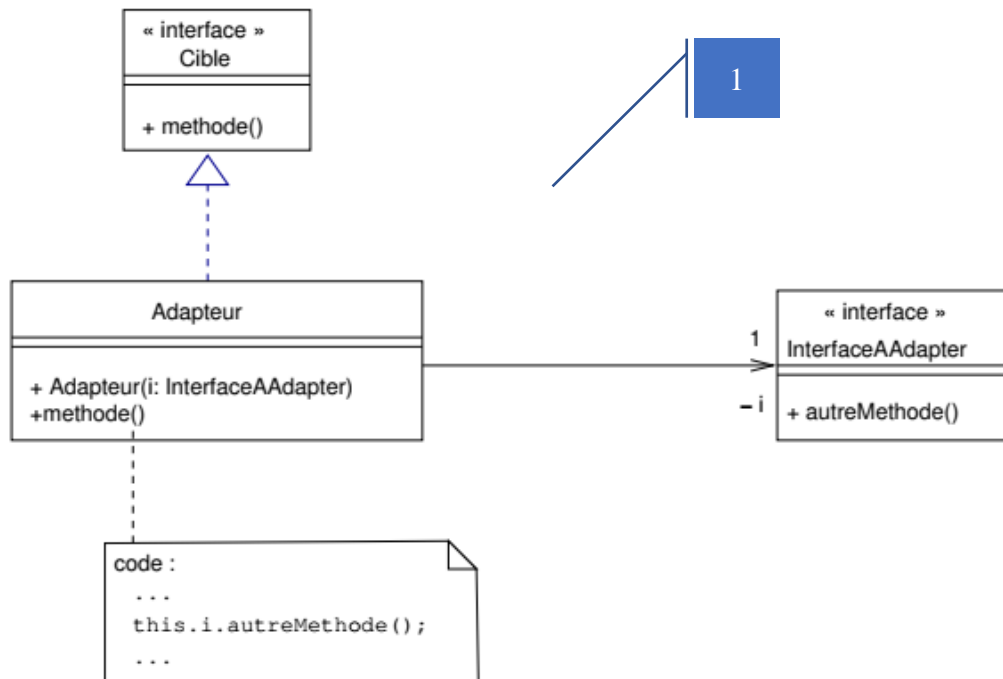 « interface »
Cible
+ methode()
1
Adapteur
+ Adapteur(i: InterfaceAAdapter)
+methode()
1
– i
« interface »
InterfaceAAdapter
+ autreMethode()
code :
...
this.i.autreMethode();
...